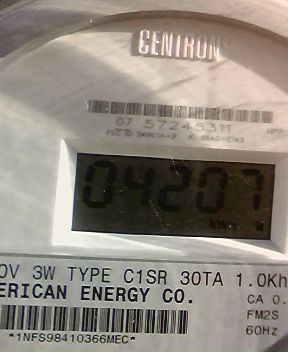 CENTRON
07 57245311
04207
kWh
0V 3W TYPE C1SR 30TA 1.0Kh
ERICAN ENERGY CO.
CA 0.
FM2S
*1NFS98410366MEC*
60Hz